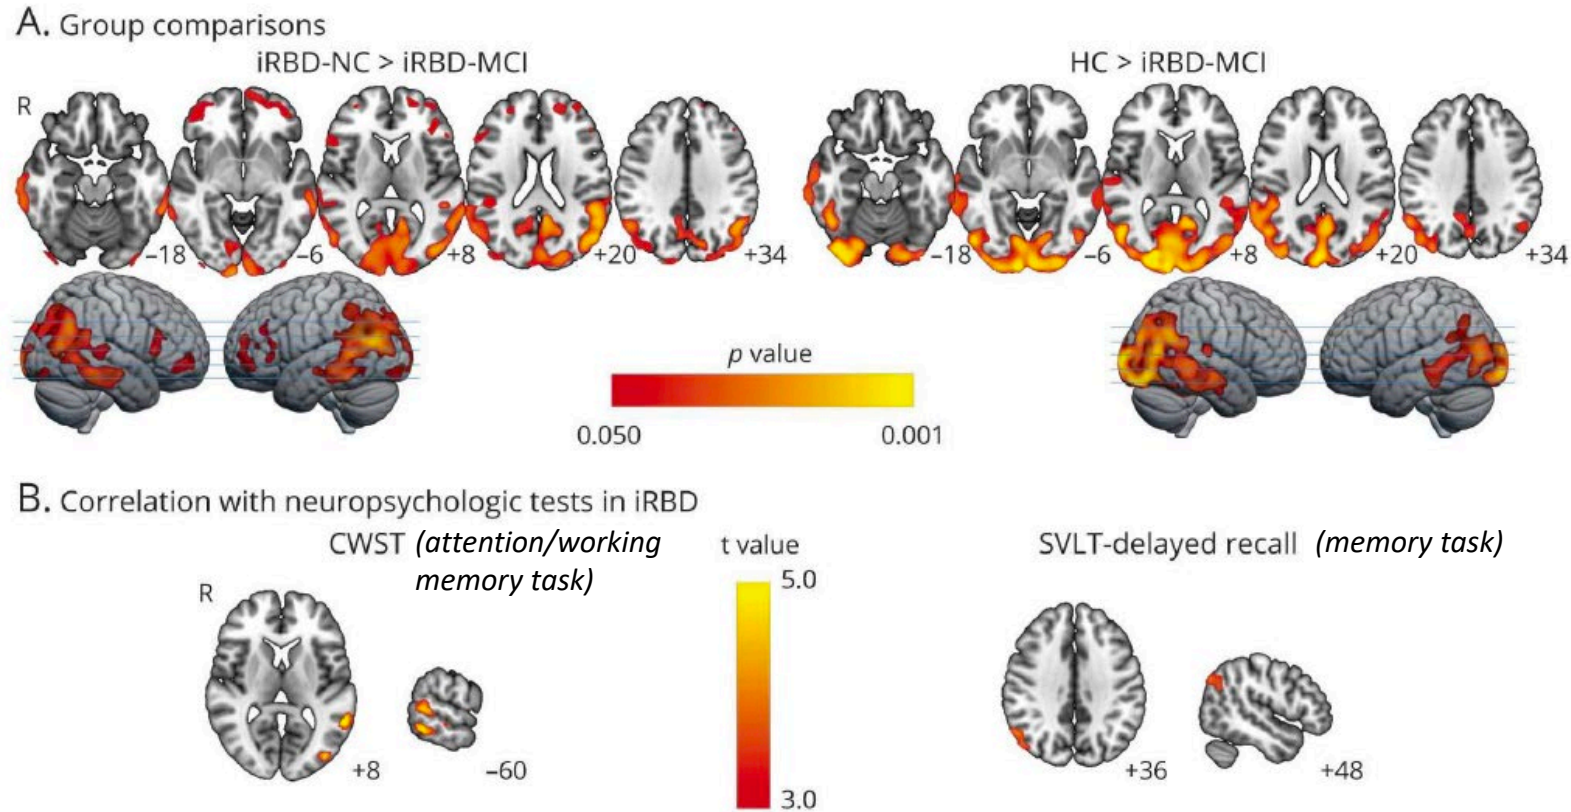 A. Group comparisons
iRBD-NC > iRBD-MCI
HC > iRBD-MCI
R
–18
–6
+8
+20
+34
–18
–6
+8
+20
+34
p value
0.050
0.001
B. Correlation with neuropsychologic tests in iRBD
CWST (attention/working
memory task)
t value
SVLT-delayed recall (memory task)
R
5.0
+8
–60
+36
+48
3.0